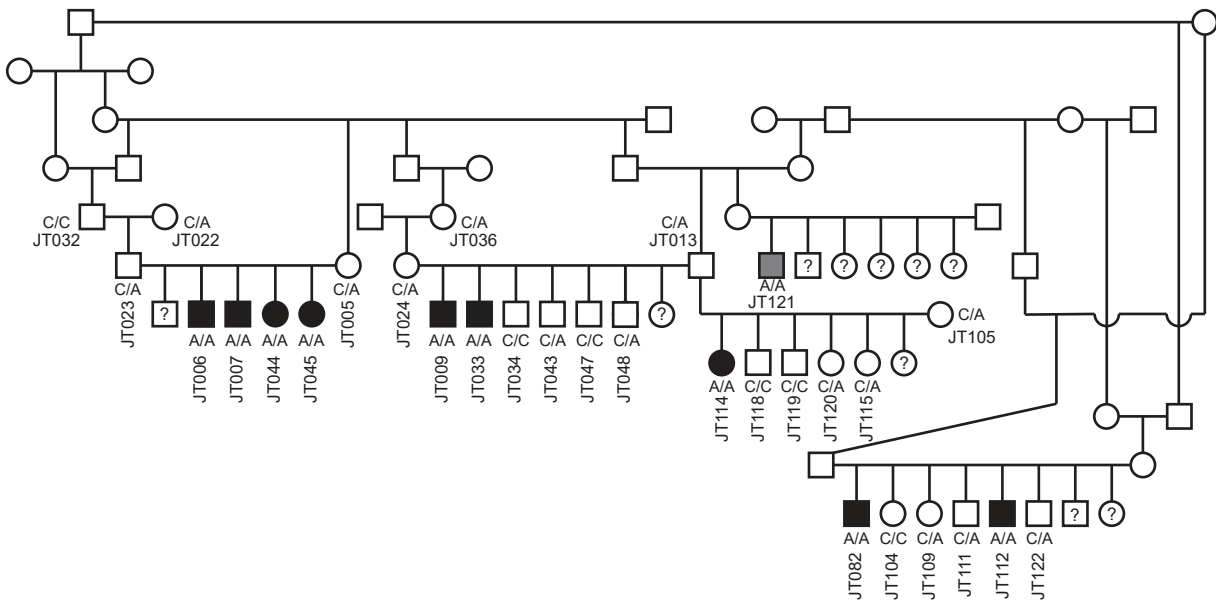 C/C
JT032
C/A
JT022
C/A
JT036
C/A
JT013
C/A
JT023
?
A/A
JT006
A/A
JT007
A/A
JT044
A/A
JT045
C/A
JT005
C/A
JT024
A/A
JT009
A/A
JT033
C/C
JT034
C/A
JT043
C/C
JT047
C/A
JT048
?
A/A
JT121
?
?
?
?
?
C/A
JT105
A/A
JT114
C/C
JT118
C/C
JT119
C/A
JT120
C/A
JT115
?
A/A
JT082
C/C
JT104
C/A
JT109
C/A
JT111
A/A
JT112
C/A
JT122
?
?